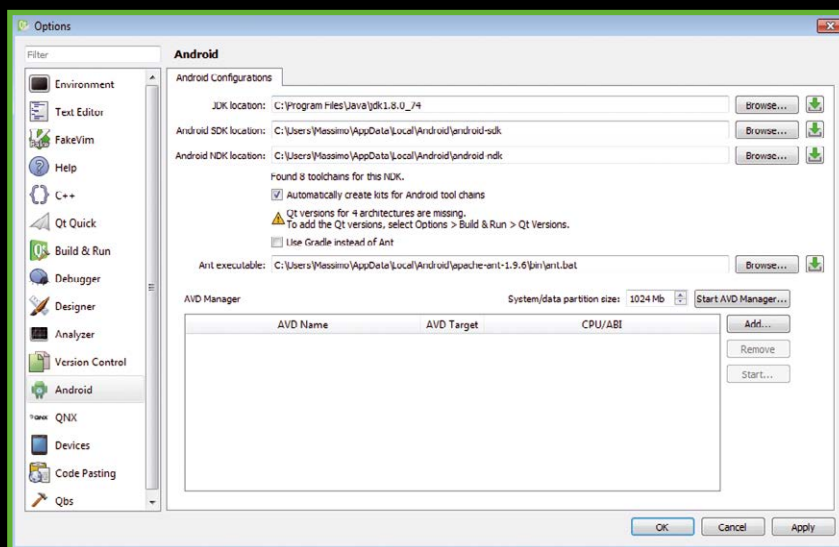 Options
Filter
Environment
Text Editor
FakeVim
Help
C++
Qt Quick
Build & Run
Debugger
Designer
Analyzer
Version Control
Android
QNX
Devices
Code Pasting
Qbs
Android
Android Configurations
JDK location: C:\Program Files\Java\jdk1.8.0_74 Browse...
Android SDK location: C:\Users\Massimo\AppData\Local\Android\android-sdk Browse...
Android NDK location: C:\Users\Massimo\AppData\Local\Android\android-ndk Browse...
Found 8 toolchains for this NDK.
Automatically create kits for Android tool chains
Qt versions for 4 architectures are missing.
To add the Qt versions, select Options > Build & Run > Qt Versions.
Use Gradle instead of Ant
Ant executable: C:\Users\Massimo\AppData\Local\Android\apache-ant-1.9.6\bin\ant.bat Browse...
AVD Manager System/data partition size: 1024 Mb Start AVD Manager...
AVD Name AVD Target CPU/ABI Add...
Remove
Start...
OK Cancel Apply